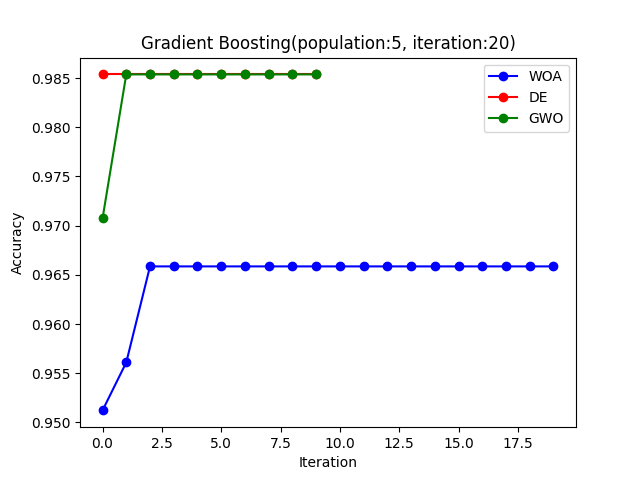 Gradient Boosting(population:5, iteration:20)
WOA
DE
GWO
Accuracy
0.985
0.980
0.975
0.970
0.965
0.960
0.955
0.950
0.0 2.5 5.0 7.5 10.0 12.5 15.0 17.5
Iteration